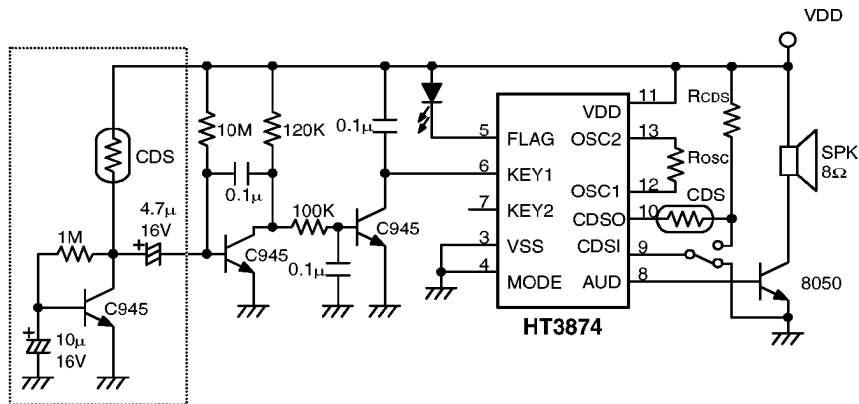 VDD
CDS
4.7μ
16V
1M
C945
10μ
16V
10M
120K
0.1μ
C945
100K
0.1μ
0.1μ
C945
5
6
7
3
4
FLAG
KEY1
KEY2
VSS
MODE
VDD
OSC2
OSC1
CDSO
CDSI
AUD
11
13
12
10
9
8
HT3874
RCDS
ROSC
CDS
SPK
8Ω
8050